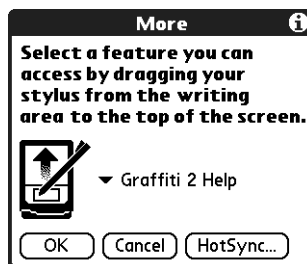 More
Select a feature you can
access by dragging your
stylus from the writing
area to the top of the screen.
Graffiti 2 Help
OK Cancel HotSync...